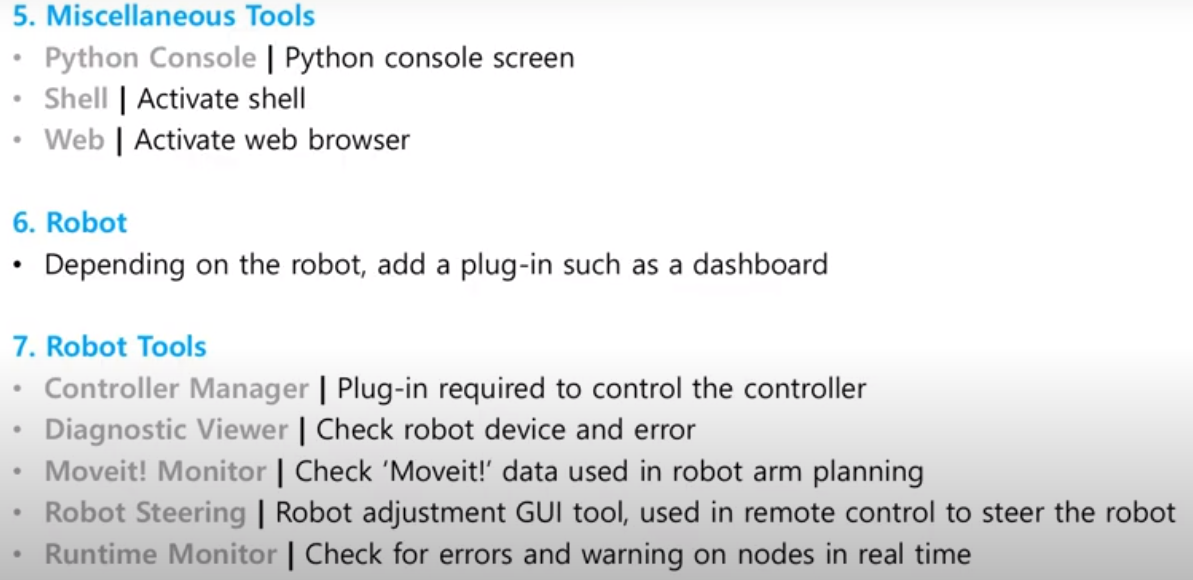 5. Miscellaneous Tools
• Python Console | Python console screen
• Shell | Activate shell
• Web | Activate web browser
6. Robot
• Depending on the robot, add a plug-in such as a dashboard
7. Robot Tools
• Controller Manager | Plug-in required to control the controller
• Diagnostic Viewer | Check robot device and error
• Moveit! Monitor | Check ‘Moveit!’ data used in robot arm planning
• Robot Steering | Robot adjustment GUI tool, used in remote control to steer the robot
• Runtime Monitor | Check for errors and warning on nodes in real time